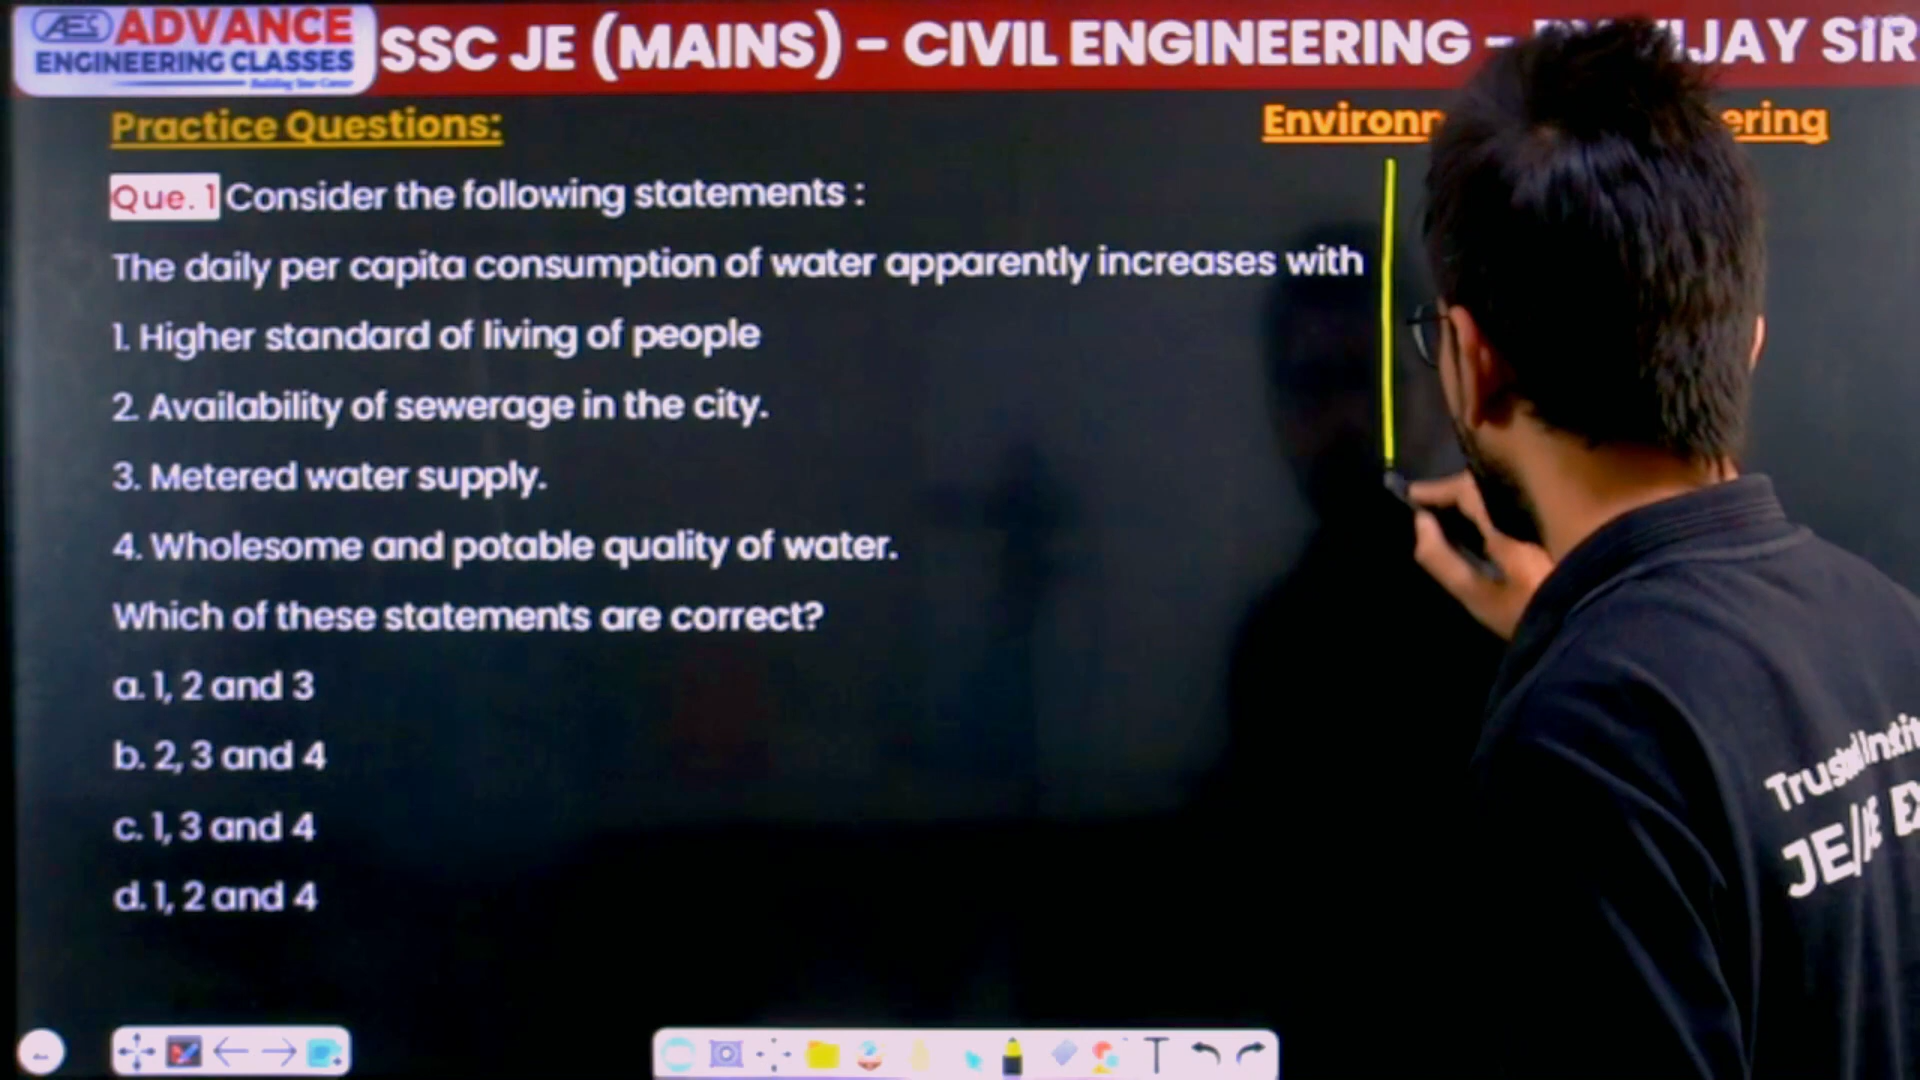 AES ADVANCE
ENGINEERING CLASSES
SSC JE (MAINS) - CIVIL ENGINEERING - JAY SIR
Practice Questions:
Que. 1 Consider the following statements :
The daily per capita consumption of water apparently increases with
1. Higher standard of living of people
2. Availability of sewerage in the city.
3. Metered water supply.
4. Wholesome and potable quality of water.
Which of these statements are correct?
a. 1, 2 and 3
b. 2, 3 and 4
c. 1, 3 and 4
d. 1, 2 and 4
JE/
T